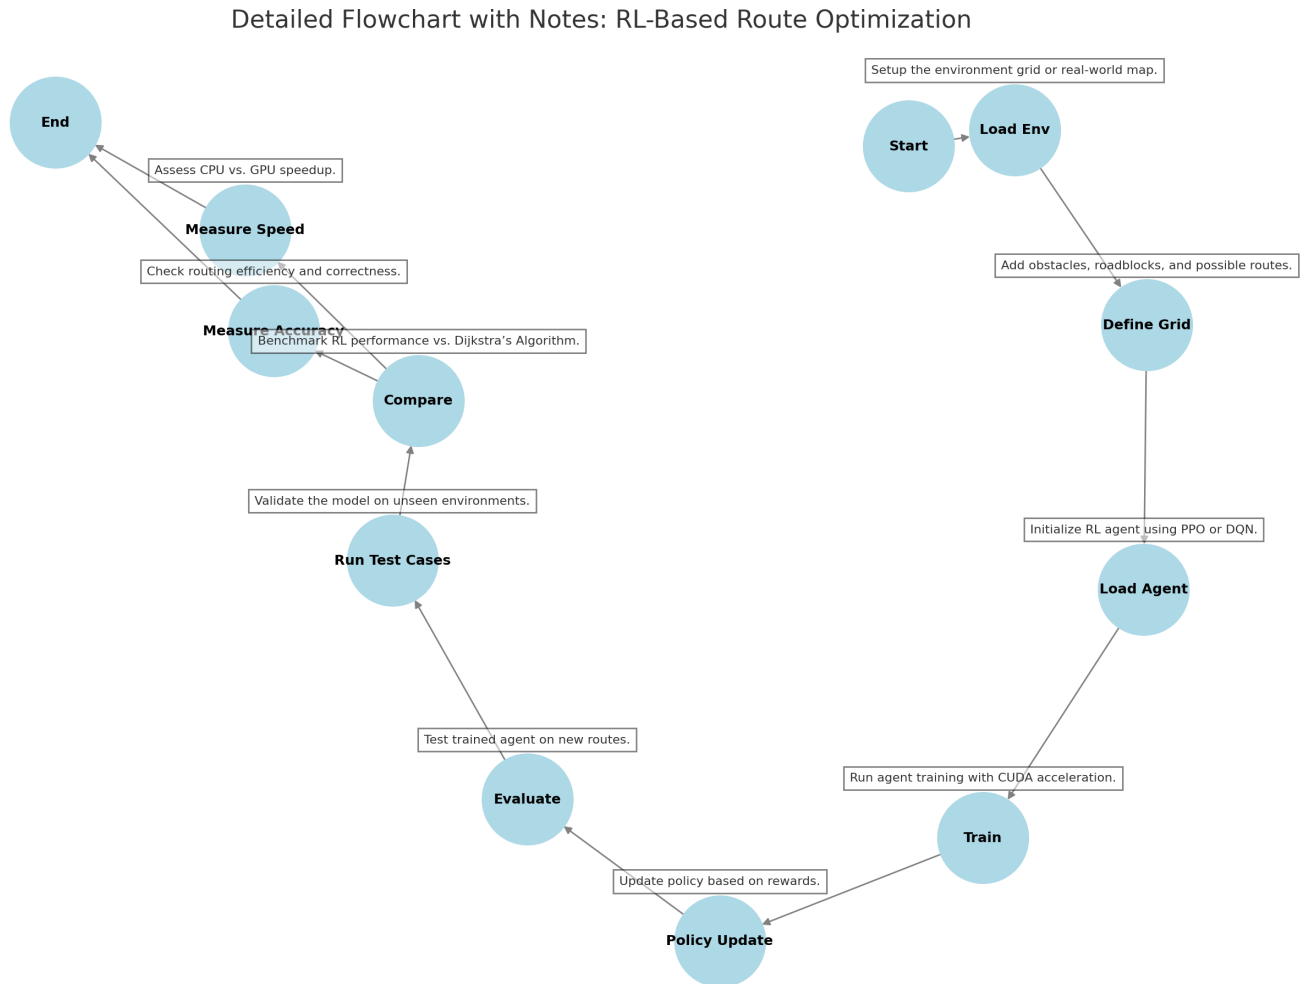 Detailed Flowchart with Notes: RL-Based Route Optimization
Start
Setup the environment grid or real-world map.
Load Env
Add obstacles, roadblocks, and possible routes.
Define Grid
Initialize RL agent using PPO or DQN.
Load Agent
Run agent training with CUDA acceleration.
Train
Update policy based on rewards.
Policy Update
Test trained agent on new routes.
Evaluate
Validate the model on unseen environments.
Run Test Cases
Benchmark RL performance vs. Dijkstra’s Algorithm.
Compare
Check routing efficiency and correctness.
Measure Accuracy
Assess CPU vs. GPU speedup.
Measure Speed
End